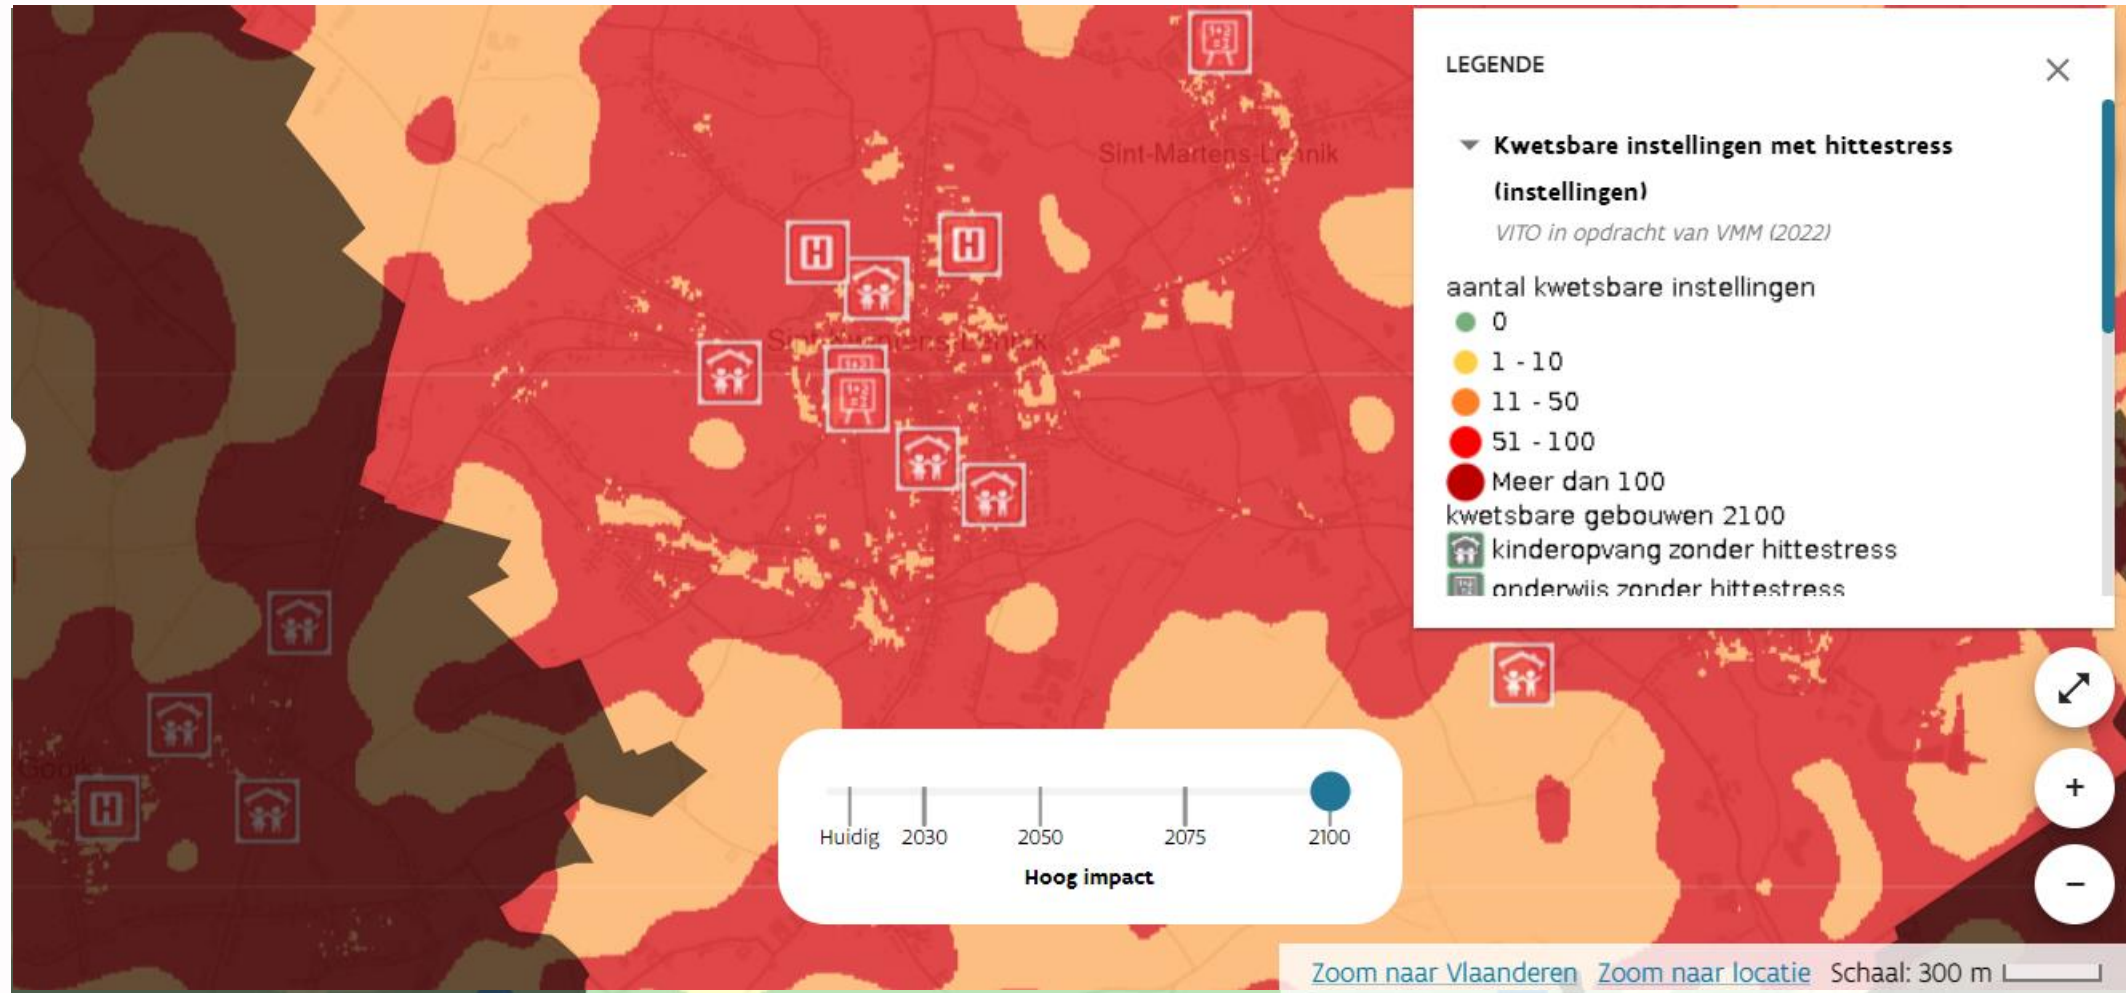 LEGENDE
Kwetsbare instellingen met hittestress
(instellingen)
VITO in opdracht van VMM (2022)
aantal kwetsbare instellingen
0
1 - 10
11 - 50
51 - 100
Meer dan 100
kwetsbare gebouwen 2100
kinderopvang zonder hittestress
onderwijs zonder hittestress
Sint-Martens-Lennik
H
H
Gooik
H
Huidig 2030 2050 2075 2100
Hoog impact
+
−
Zoom naar Vlaanderen Zoom naar locatie Schaal: 300 m